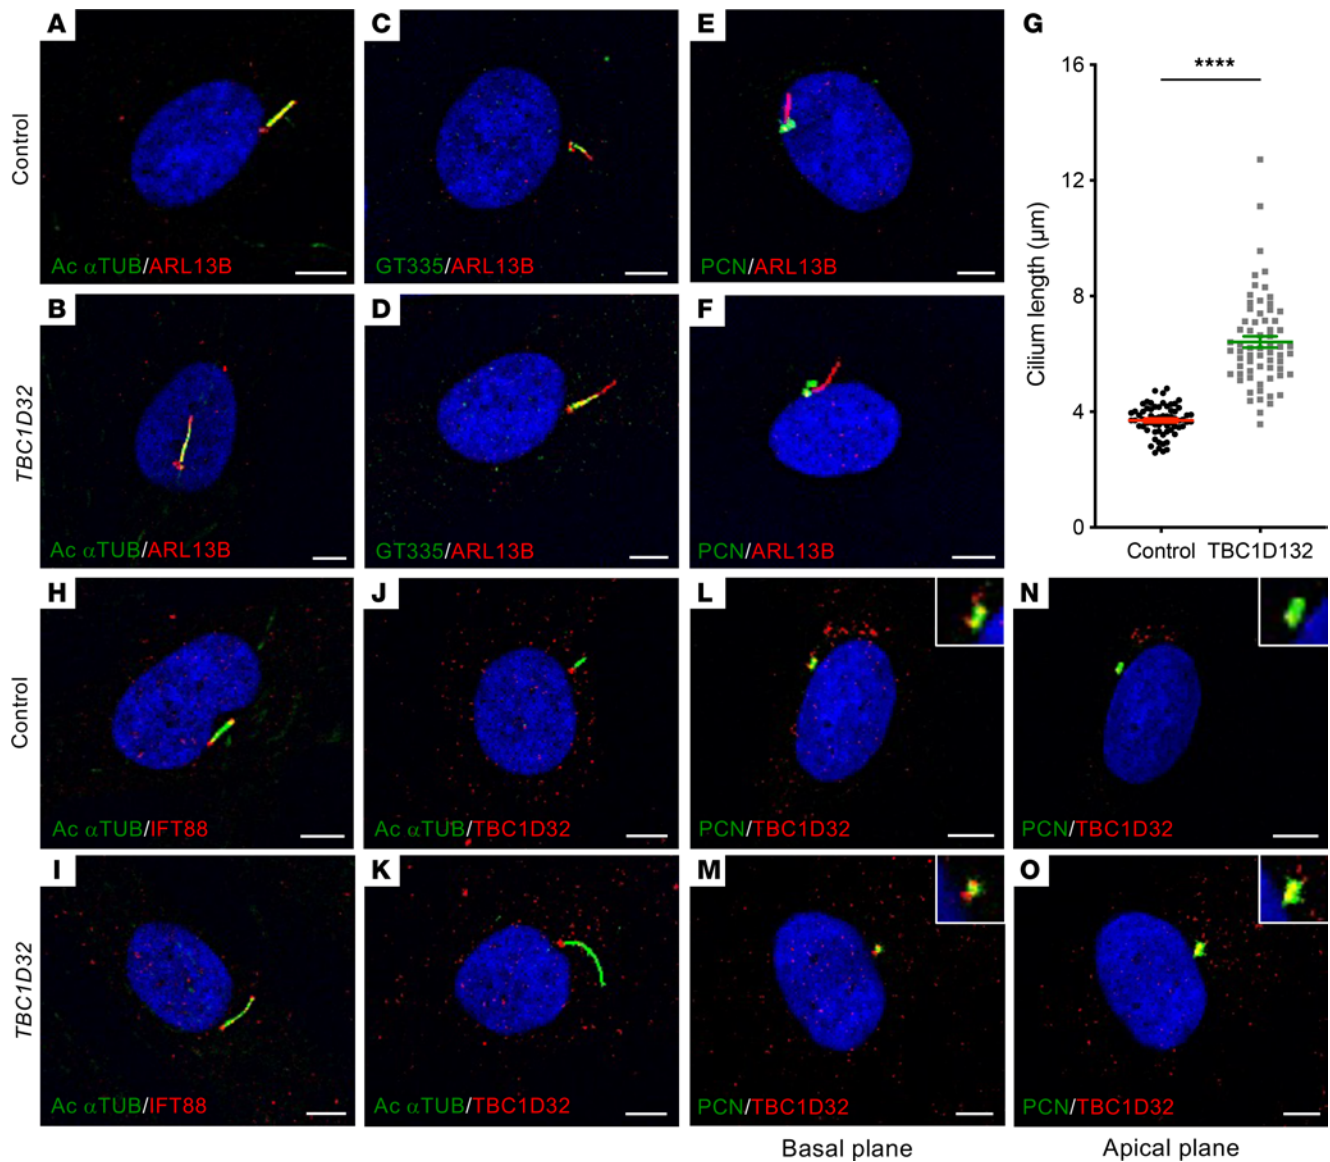 A
C
E
G
Control
Ac αTUB/ARL13B
GT335/ARL13B
PCN/ARL13B
B
D
F
TBC1D32
Ac αTUB/ARL13B
GT335/ARL13B
PCN/ARL13B
****
16
12
8
4
0
Cilium length (μm)
Control TBC1D132
H
J
L
N
Control
Ac αTUB/IFT88
Ac αTUB/TBC1D32
PCN/TBC1D32
PCN/TBC1D32
I
K
M
O
TBC1D32
Ac αTUB/IFT88
Ac αTUB/TBC1D32
PCN/TBC1D32
PCN/TBC1D32
Basal plane
Apical plane